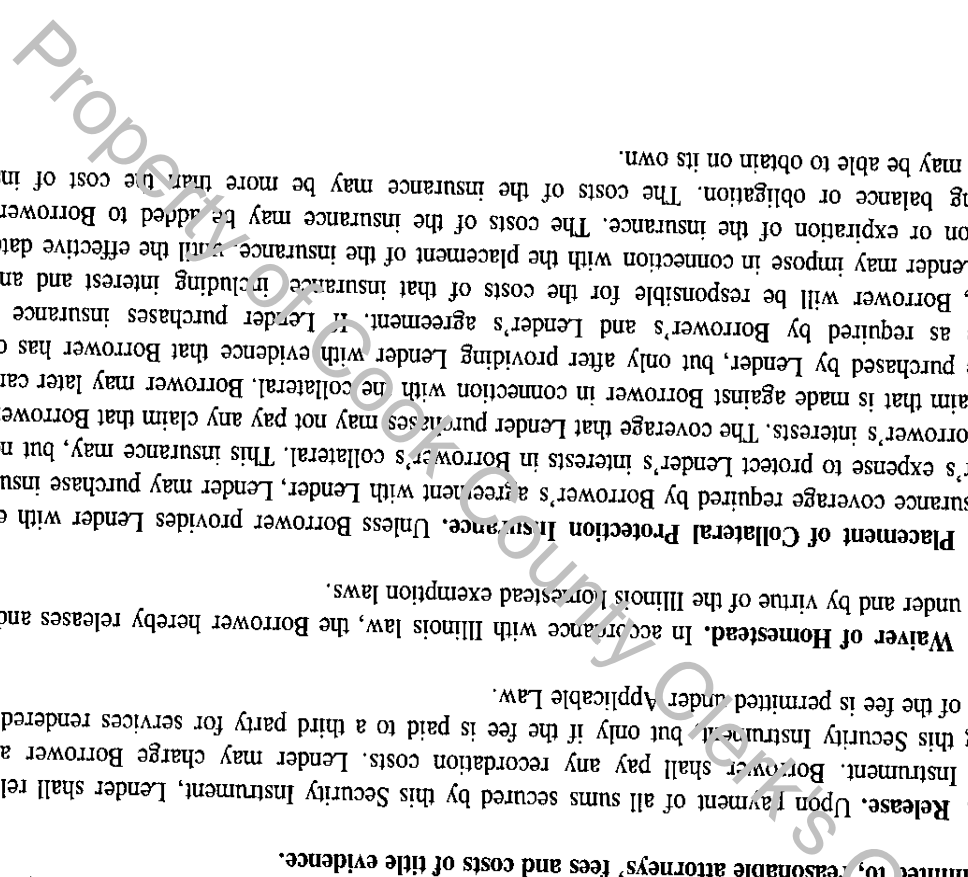 imited to, reasonable attorneys' fees and costs of title evidence.
Release. Upon payment of all sums secured by this Security Instrument, Lender shall rel
Instrument. Borrower shall pay any recordation costs. Lender may charge Borrower a
g this Security Instrument, but only if the fee is paid to a third party for services rendered
of the fee is permitted under Applicable Law.
Waiver of Homestead. In accordance with Illinois law, the Borrower hereby releases and
under and by virtue of the Illinois homestead exemption laws.
Placement of Collateral Protection Insurance. Unless Borrower provides Lender with e
surance coverage required by Borrower's agreement with Lender, Lender may purchase insu
r's expense to protect Lender's interests in Borrower's collateral. This insurance may, but n
orrower's interests. The coverage that Lender purchases may not pay any claim that Borrower
aim that is made against Borrower in connection with the collateral. Borrower may later can
purchased by Lender, but only after providing Lender with evidence that Borrower has o
as required by Borrower's and Lender's agreement. If Lender purchases insurance
, Borrower will be responsible for the costs of that insurance, including interest and an
Lender may impose in connection with the placement of the insurance, until the effective date
on or expiration of the insurance. The costs of the insurance may be added to Borrower
ng balance or obligation. The costs of the insurance may be more than the cost of in
may be able to obtain on its own.
Property of Cook County Clerk's O